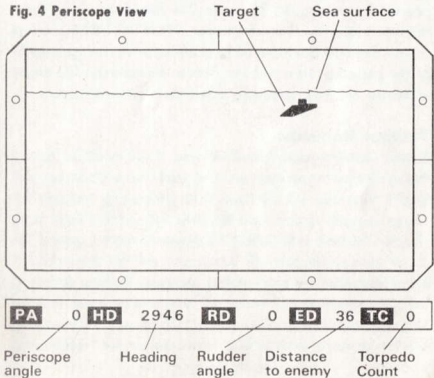 Fig. 4 Periscope View
Target
Sea surface
PA 0 HD 2946 RD 0 ED 36 TC 0
Periscope angle
Heading
Rudder angle
Distance to enemy
Torpedo Count